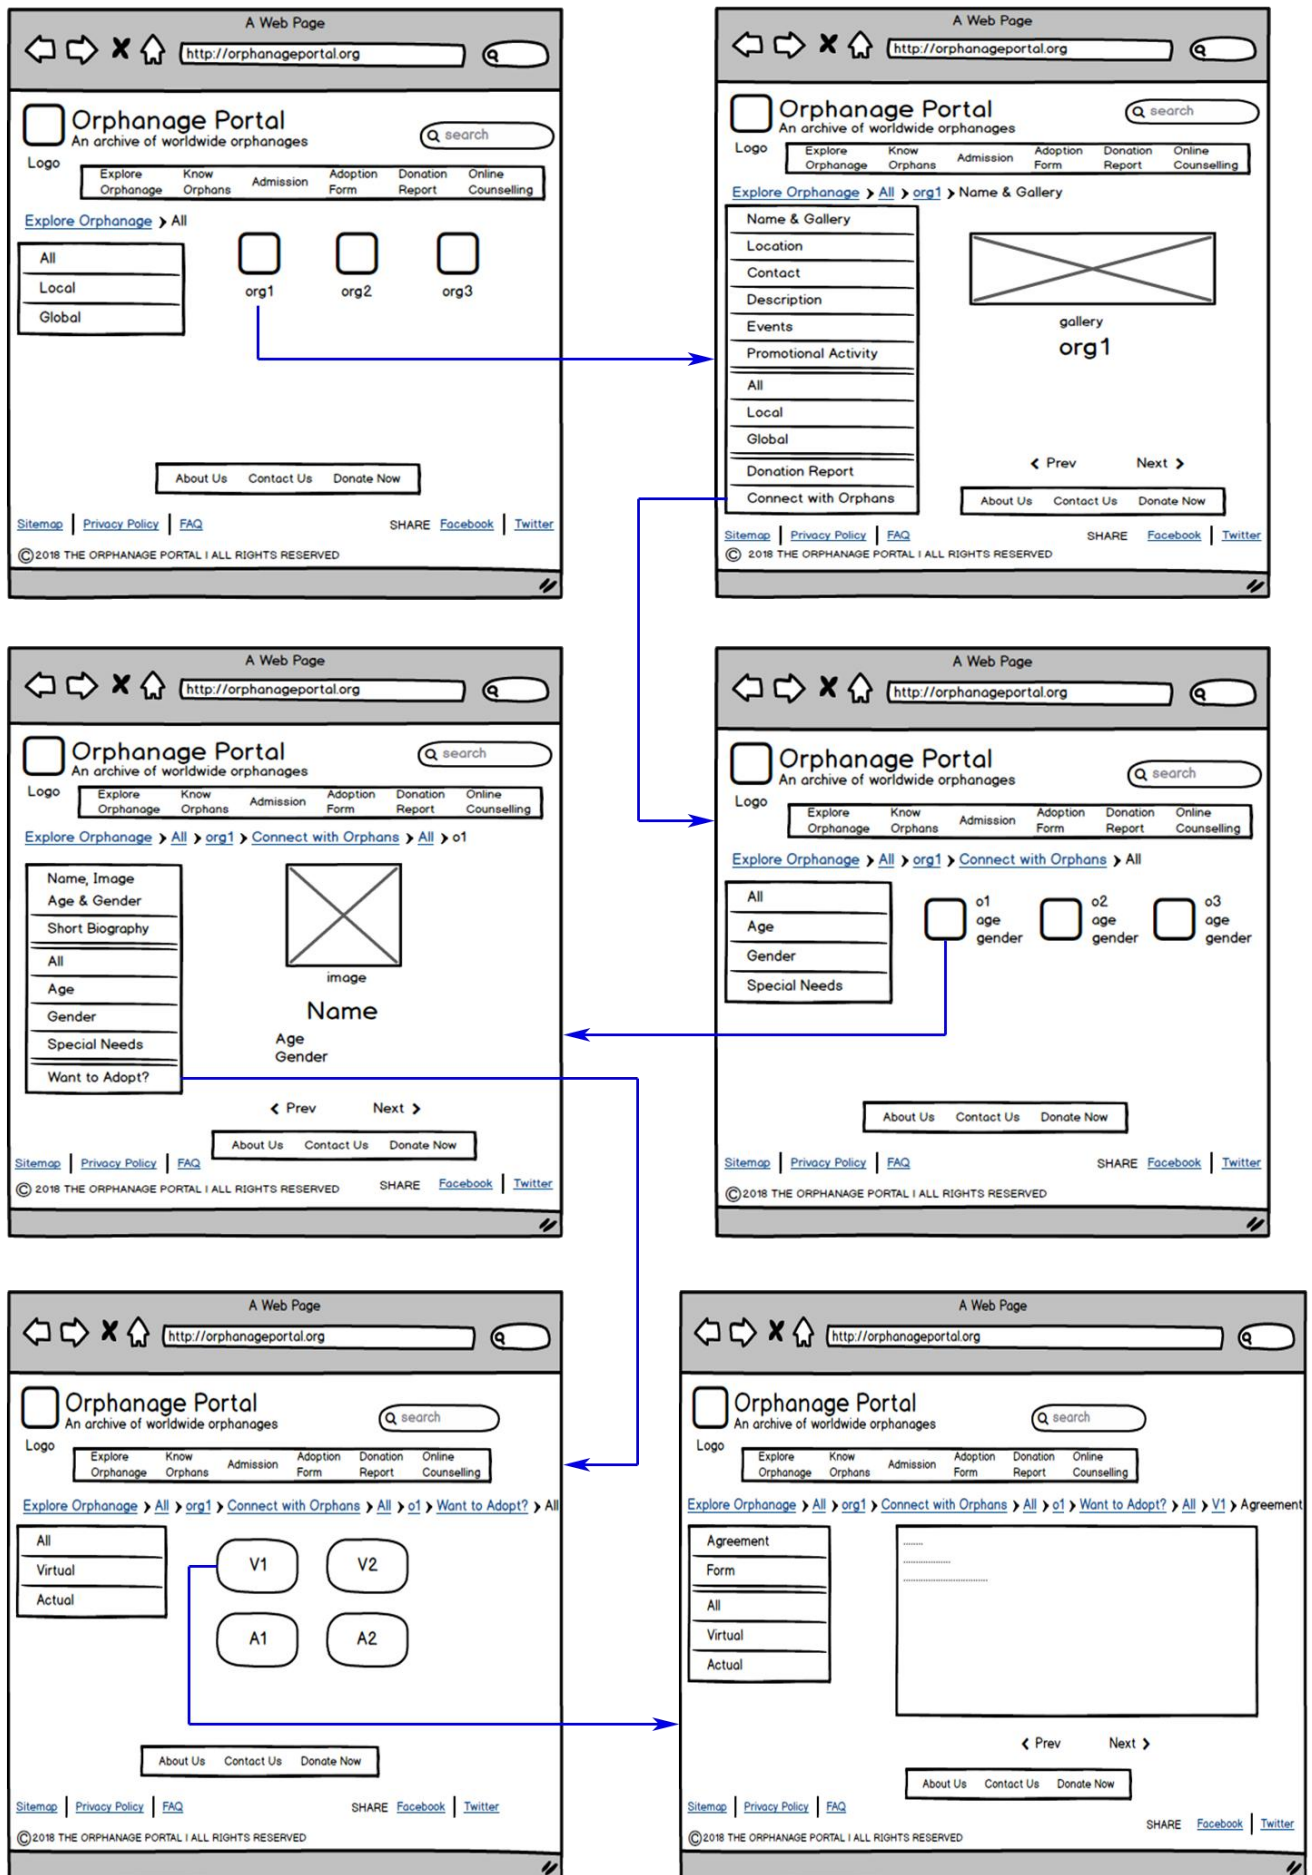 A Web Page
http://orphanageportal.org
Orphanage Portal
An archive of worldwide orphanages
search
Logo
Explore Orphanage
Know Orphans
Admission
Adoption Form
Donation Report
Online Counselling
Explore Orphanage > All
All
Local
Global
org1
org2
org3
About Us Contact Us Donate Now
Sitemap Privacy Policy FAQ
SHARE Facebook Twitter
© 2018 THE ORPHANAGE PORTAL I ALL RIGHTS RESERVED
A Web Page
http://orphanageportal.org
Orphanage Portal
An archive of worldwide orphanages
search
Logo
Explore Orphanage
Know Orphans
Admission
Adoption Form
Donation Report
Online Counselling
Explore Orphanage > All > org1 > Name & Gallery
Name & Gallery
Location
Contact
Description
Events
Promotional Activity
All
Local
Global
Donation Report
Connect with Orphans
gallery
org1
Prev Next
About Us Contact Us Donate Now
Sitemap Privacy Policy FAQ
SHARE Facebook Twitter
© 2018 THE ORPHANAGE PORTAL I ALL RIGHTS RESERVED
A Web Page
http://orphanageportal.org
Orphanage Portal
An archive of worldwide orphanages
search
Logo
Explore Orphanage
Know Orphans
Admission
Adoption Form
Donation Report
Online Counselling
Explore Orphanage > All > org1 > Connect with Orphans > All > o1
Name, Image
Age & Gender
Short Biography
All
Age
Gender
Special Needs
Want to Adopt?
image
Name
Age
Gender
Prev Next
About Us Contact Us Donate Now
Sitemap Privacy Policy FAQ
© 2018 THE ORPHANAGE PORTAL I ALL RIGHTS RESERVED
SHARE Facebook Twitter
A Web Page
http://orphanageportal.org
Orphanage Portal
An archive of worldwide orphanages
search
Logo
Explore Orphanage
Know Orphans
Admission
Adoption Form
Donation Report
Online Counselling
Explore Orphanage > All > org1 > Connect with Orphans > All
All
Age
Gender
Special Needs
o1
age
gender
o2
age
gender
o3
age
gender
About Us Contact Us Donate Now
Sitemap Privacy Policy FAQ
SHARE Facebook Twitter
© 2018 THE ORPHANAGE PORTAL I ALL RIGHTS RESERVED
A Web Page
http://orphanageportal.org
Orphanage Portal
An archive of worldwide orphanages
search
Logo
Explore Orphanage
Know Orphans
Admission
Adoption Form
Donation Report
Online Counselling
Explore Orphanage > All > org1 > Connect with Orphans > All > o1 > Want to Adopt? > All
All
Virtual
Actual
V1
V2
A1
A2
About Us Contact Us Donate Now
Sitemap Privacy Policy FAQ
SHARE Facebook Twitter
© 2018 THE ORPHANAGE PORTAL I ALL RIGHTS RESERVED
A Web Page
http://orphanageportal.org
Orphanage Portal
An archive of worldwide orphanages
search
Logo
Explore Orphanage
Know Orphans
Admission
Adoption Form
Donation Report
Online Counselling
Explore Orphanage > All > org1 > Connect with Orphans > All > o1 > Want to Adopt? > All > V1 > Agreement
Agreement
Form
All
Virtual
Actual
Prev Next
About Us Contact Us Donate Now
Sitemap Privacy Policy FAQ
SHARE Facebook Twitter
© 2018 THE ORPHANAGE PORTAL I ALL RIGHTS RESERVED